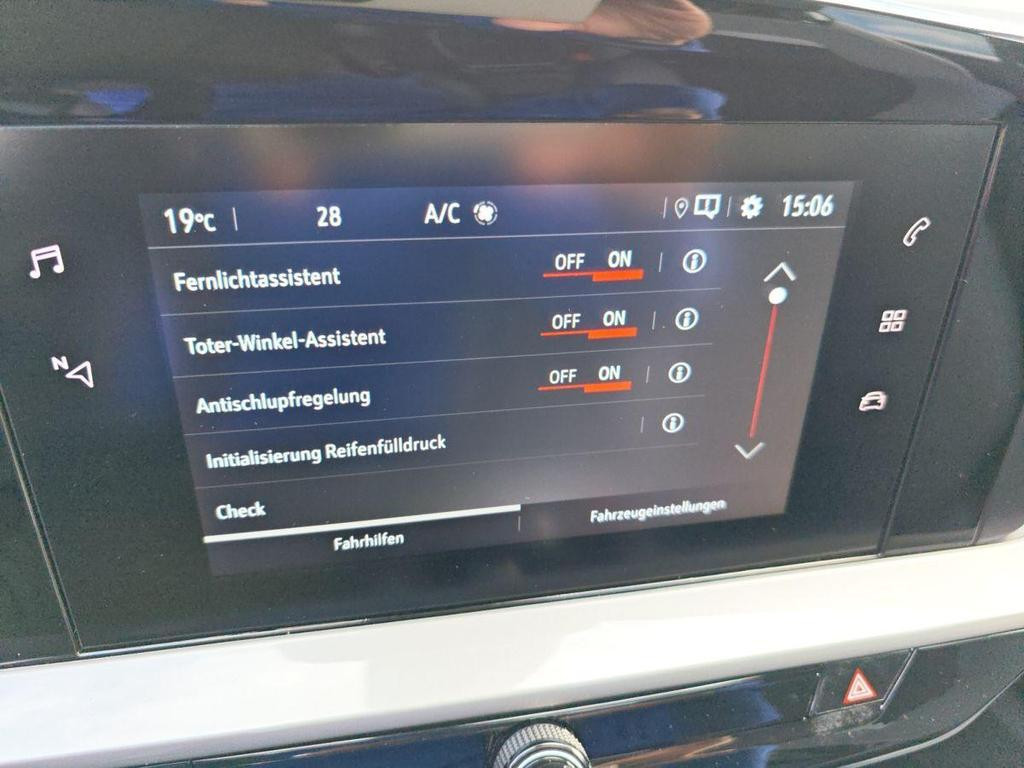 19°C 28 A/C 15:06
Fernlichtassistent OFF ON
Toter-Winkel-Assistent OFF ON
N
Antischlupfregelung OFF ON
Initialisierung Reifenfülldruck
Check
Fahrhilfen Fahrzeugeinstellungen